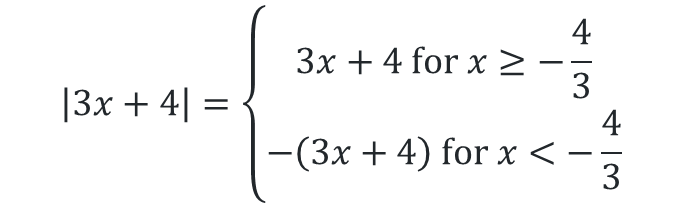 |3x + 4| = { 3x + 4 for x ≥ −4/3
−(3x + 4) for x < −4/3